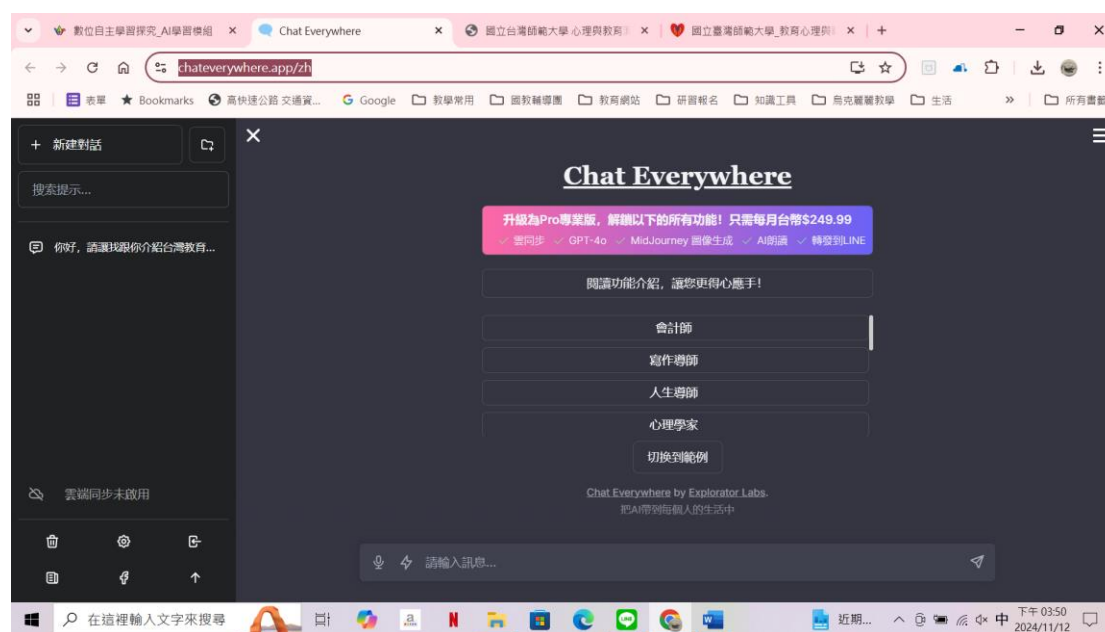 數位自主學習探究_AI學習模組
Chat Everywhere
國立台灣師範大學 心理與教育
國立臺灣師範大學_教育心理與
chateverywhere.app/zh
表單
Bookmarks
高快速公路 交通資...
Google
教學常用
國教輔導團
教育網站
研習報名
知識工具
烏克麗麗教學
生活
所有書籤
新建對話
搜索提示...
你好，請讓我跟你介紹台灣教育...
雲端同步未啟用
Chat Everywhere
升級為Pro專業版，解鎖以下的所有功能！只需每月台幣$249.99
雲同步 GPT-4o MidJourney 圖像生成 AI朗讀 轉發到LINE
閱讀功能介紹，讓您更得心應手！
會計師
寫作導師
人生導師
心理學家
切換到範例
Chat Everywhere by Explorator Labs.
把AI帶到每個人的生活中
請輸入訊息...
在這裡輸入文字來搜尋
近期...
中
下午 03:50
2024/11/12